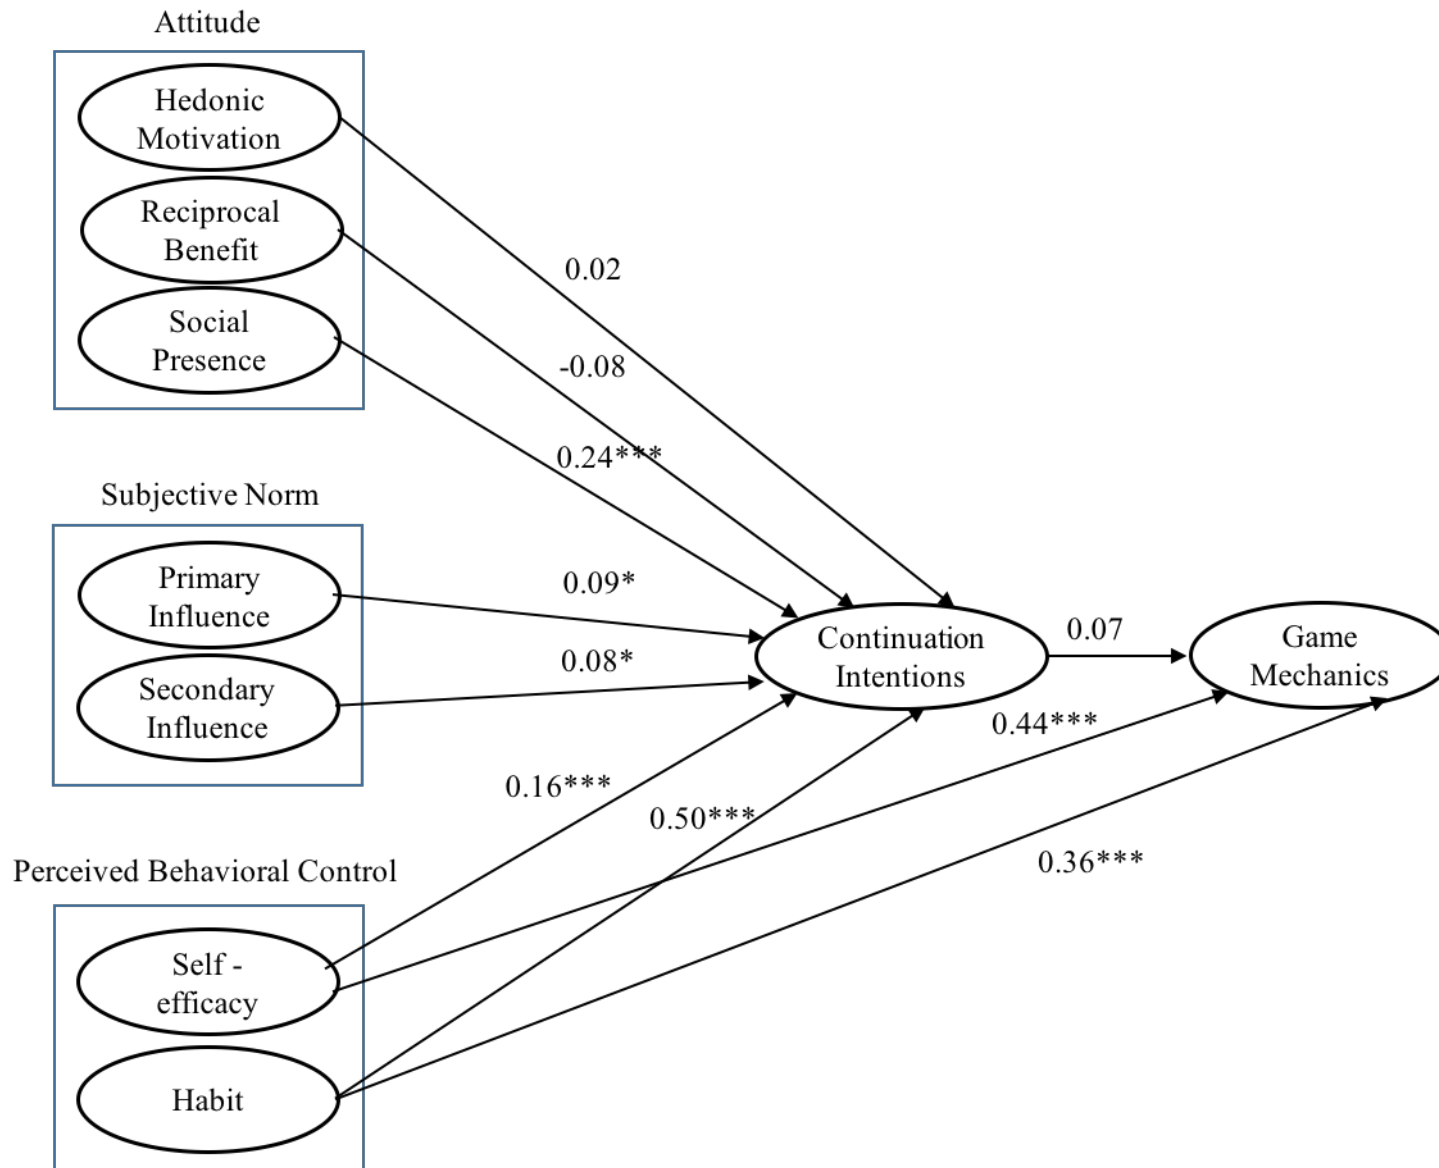 Attitude
Hedonic
Motivation
Reciprocal
Benefit
Social
Presence
0.02
-0.08
0.24***
Subjective Norm
Primary
Influence
Secondary
Influence
0.09*
0.08*
Continuation
Intentions
0.07
Game
Mechanics
0.44***
0.16***
0.50***
0.36***
Perceived Behavioral Control
Self -
efficacy
Habit